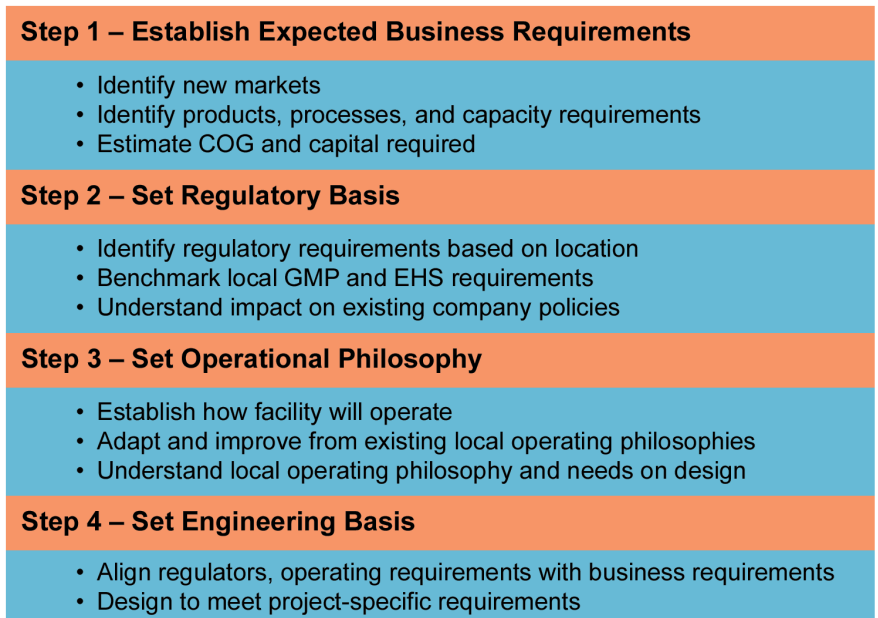 Step 1 – Establish Expected Business Requirements
• Identify new markets
• Identify products, processes, and capacity requirements
• Estimate COG and capital required
Step 2 – Set Regulatory Basis
• Identify regulatory requirements based on location
• Benchmark local GMP and EHS requirements
• Understand impact on existing company policies
Step 3 – Set Operational Philosophy
• Establish how facility will operate
• Adapt and improve from existing local operating philosophies
• Understand local operating philosophy and needs on design
Step 4 – Set Engineering Basis
• Align regulators, operating requirements with business requirements
• Design to meet project-specific requirements